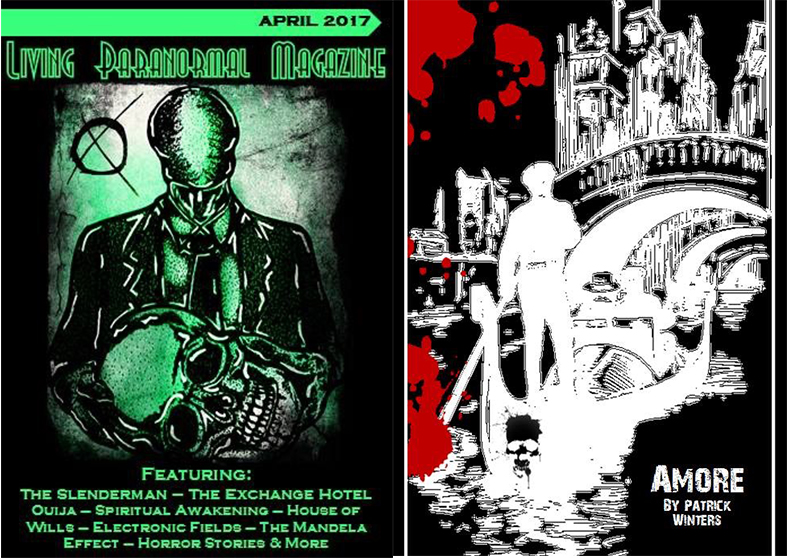 APRIL 2017
LIVING PARANORMAL MAGAZINE
FEATURING:
THE SLENDERMAN – THE EXCHANGE HOTEL
OUIJA – SPIRITUAL AWAKENING – HOUSE OF
WILLS – ELECTRONIC FIELDS – THE MANDELA
EFFECT – HORROR STORIES & MORE
AMORE
BY PATRICK
WINTERS